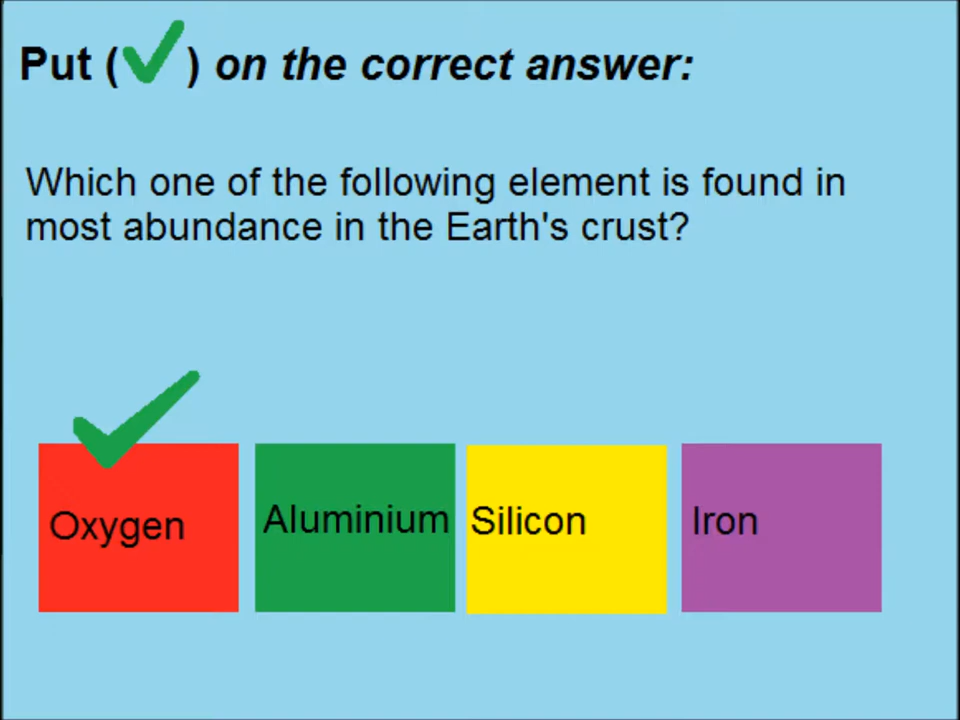 Put (✓) on the correct answer:
Which one of the following element is found in
most abundance in the Earth's crust?
Oxygen
Aluminium
Silicon
Iron